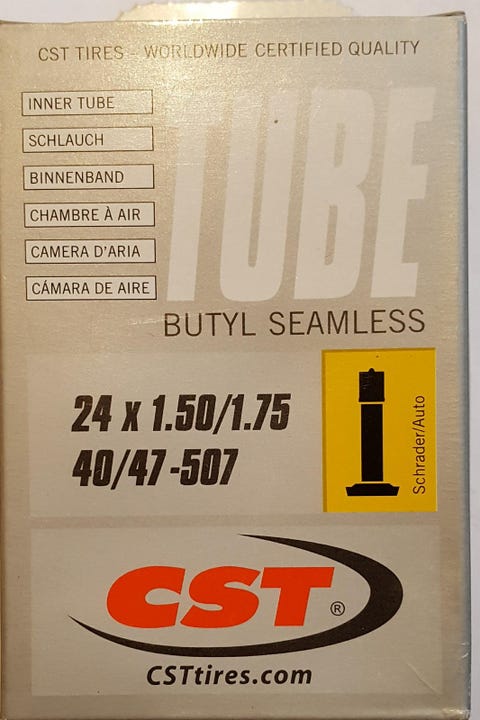 CST TIRES - WORLDWIDE CERTIFIED QUALITY
INNER TUBE
SCHLAUCH
BINNENBAND
CHAMBRE À AIR
CAMERA D'ARIA
CÁMARA DE AIRE
TUBE
BUTYL SEAMLESS
24 x 1.50/1.75
40/47-507
Schrader/Auto
CST®
CSTtires.com